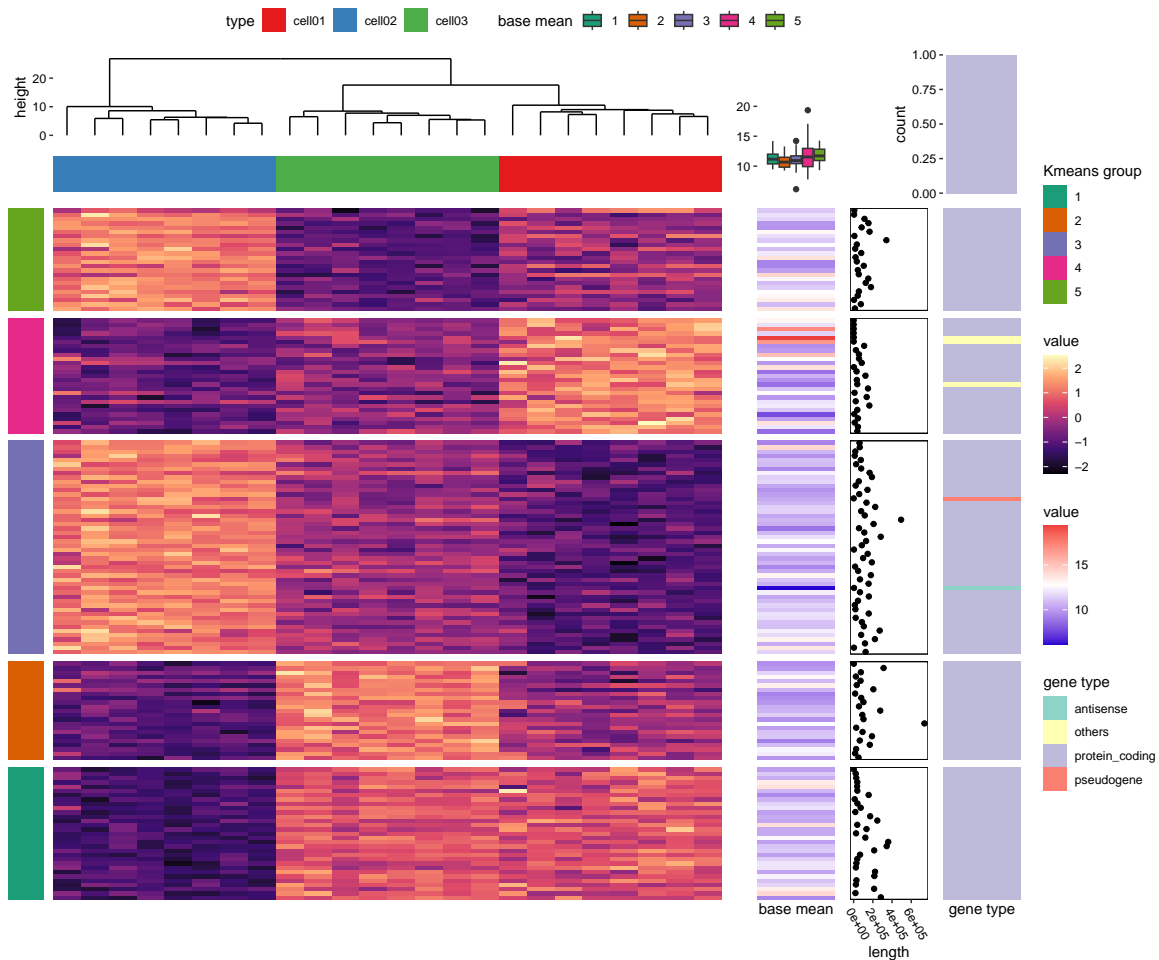 type cell01 cell02 cell03 base mean 1 2 3 4 5
height
20
10
0
20
15
10
count
1.00
0.75
0.50
0.25
0.00
Kmeans group
1
2
3
4
5
value
2
1
0
−1
−2
value
15
10
gene type
antisense
others
protein_coding
pseudogene
base mean
0e+00
2e+05
4e+05
6e+05
length
gene type